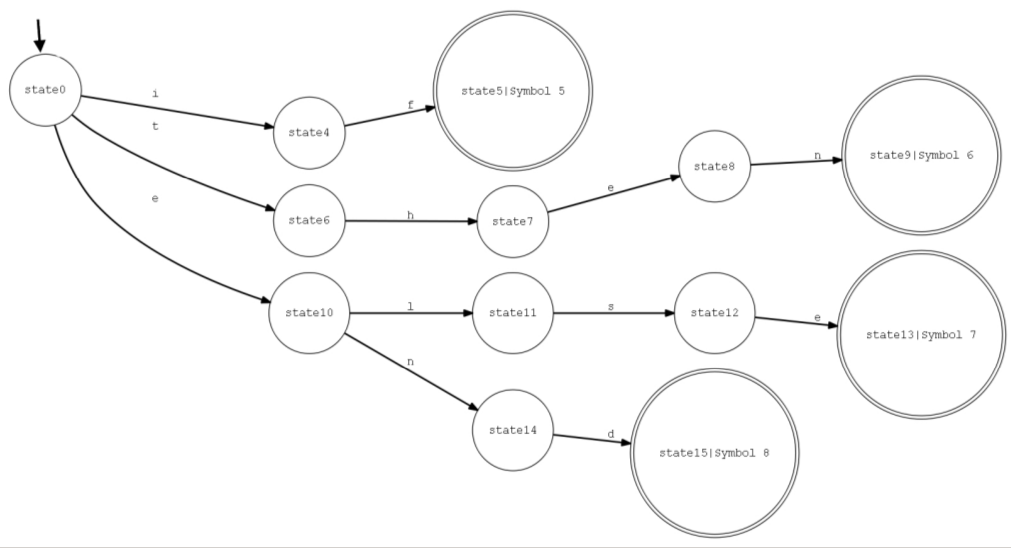 state0
i
t
e
state4
f
state5|Symbol 5
state6
h
state7
e
state8
n
state9|Symbol 6
state10
l
state11
s
state12
e
state13|Symbol 7
n
state14
d
state15|Symbol 8